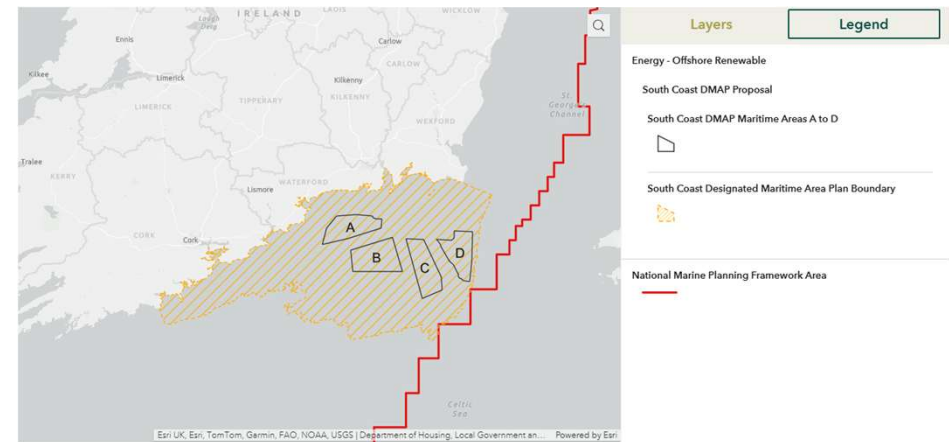 IRELAND
LAOIS
WICKLOW
Lough
Derg
Ennis
Carlow
CARLOW
Kilkee
Limerick
Kilkenny
TIPPERARY
KILKENNY
LIMERICK
WEXFORD
St.
George's
Channel
Tralee
KERRY
WATERFORD
Lismore
CORK
Cork
A
B
C
D
Celtic
Sea
Esri UK, Esri, TomTom, Garmin, FAO, NOAA, USGS | Department of Housing, Local Government an...
Powered by Esri
Layers
Legend
Energy - Offshore Renewable
South Coast DMAP Proposal
South Coast DMAP Maritime Areas A to D
South Coast Designated Maritime Area Plan Boundary
National Marine Planning Framework Area